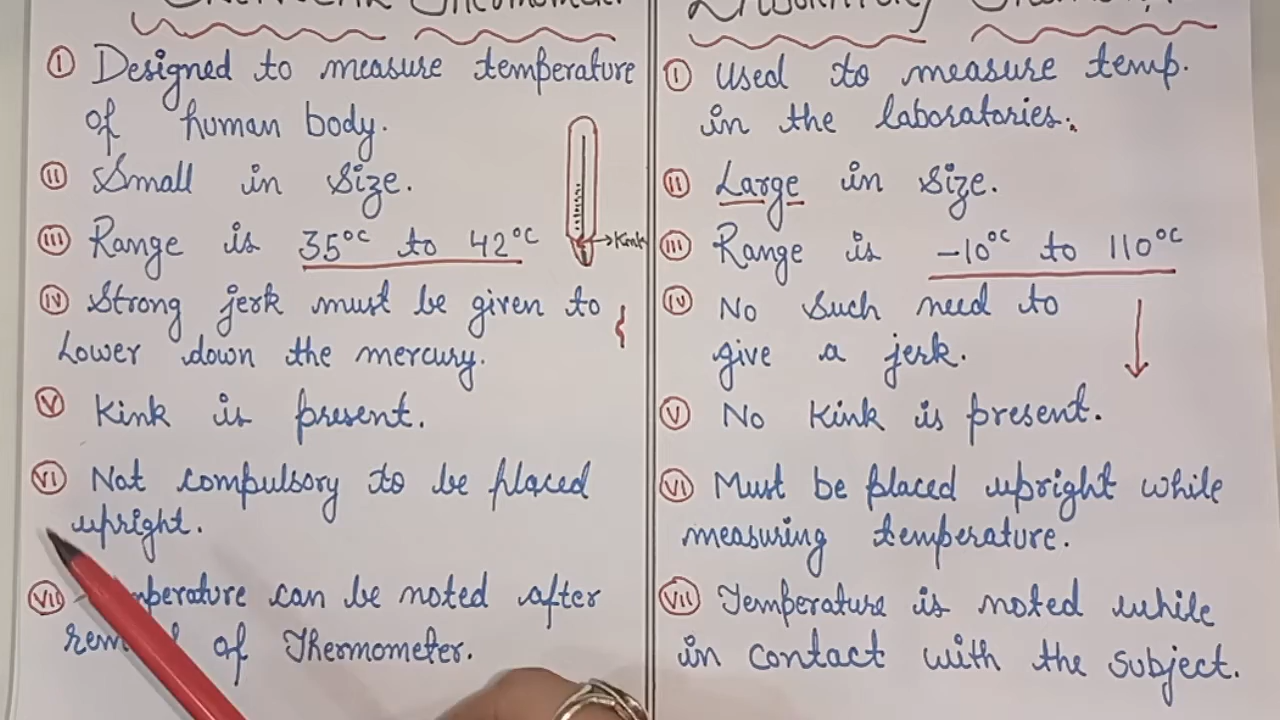 ① Designed to measure temperature
of human body.
② Small in size.
③ Range is 35°C to 42°C
→Kink
④ Strong jerk must be given to
Lower down the mercury.
⑤ Kink is present.
⑥ Not compulsory to be placed
upright.
⑦ can be noted after
of Thermometer.
① Used to measure temp.
in the laboratories.
② Large in size.
③ Range is -10°C to 110°C
④ No such need to
give a jerk.
⑤ No Kink is present.
⑥ Must be placed upright while
measuring temperature.
⑦ Temperature is noted while
in contact with the subject.